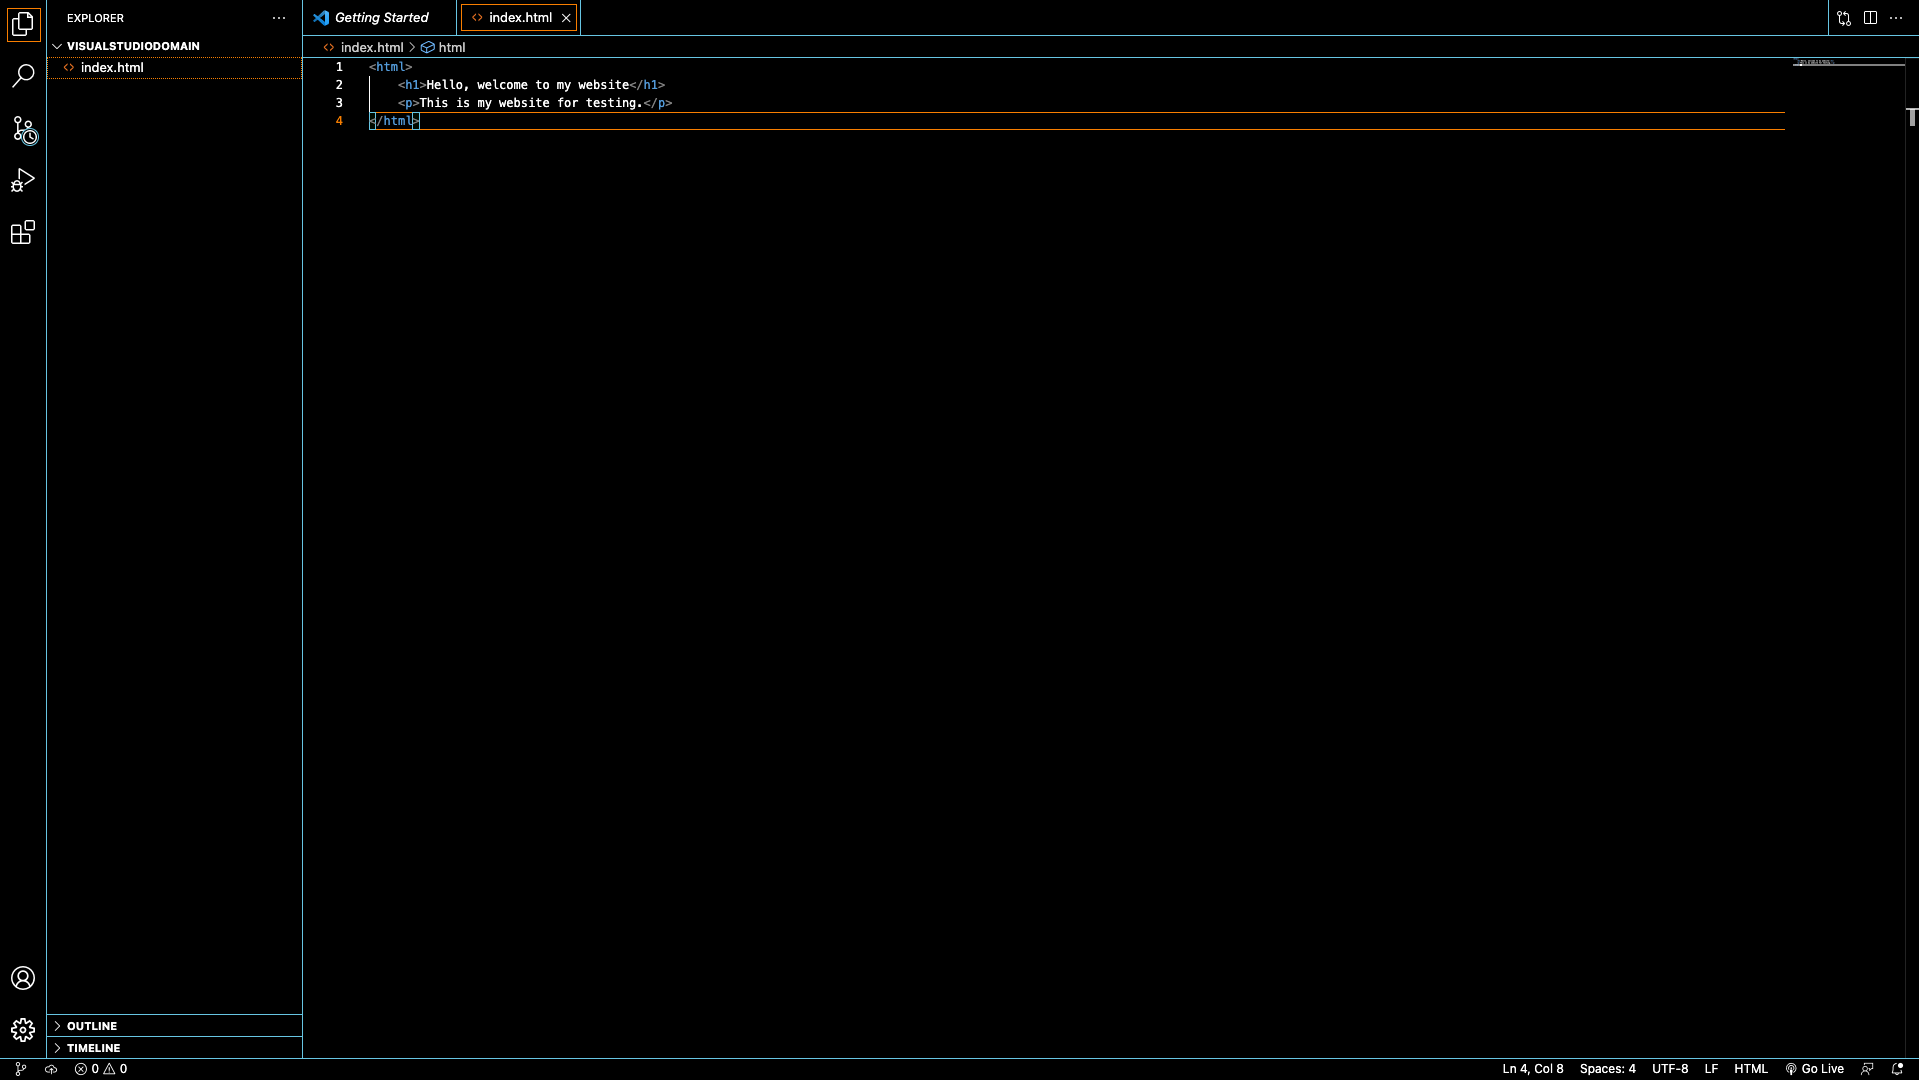 EXPLORER
VISUALSTUDIODOMAIN
index.html
OUTLINE
TIMELINE
Getting Started
index.html
index.html > html
1 <html>
2 <h1>Hello, welcome to my website</h1>
3 <p>This is my website for testing.</p>
4 </html>
0 0
Ln 4, Col 8 Spaces: 4 UTF-8 LF HTML Go Live